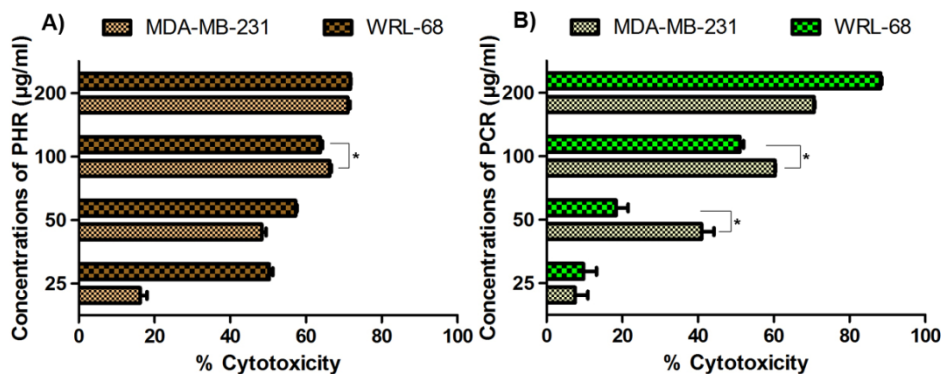 A) MDA-MB-231 WRL-68
Concentrations of PHR (µg/ml)
200
100
*
50
25
0 20 40 60 80 100
% Cytotoxicity
B) MDA-MB-231 WRL-68
Concentrations of PCR (µg/ml)
200
100
*
50
*
25
0 20 40 60 80 100
% Cytotoxicity